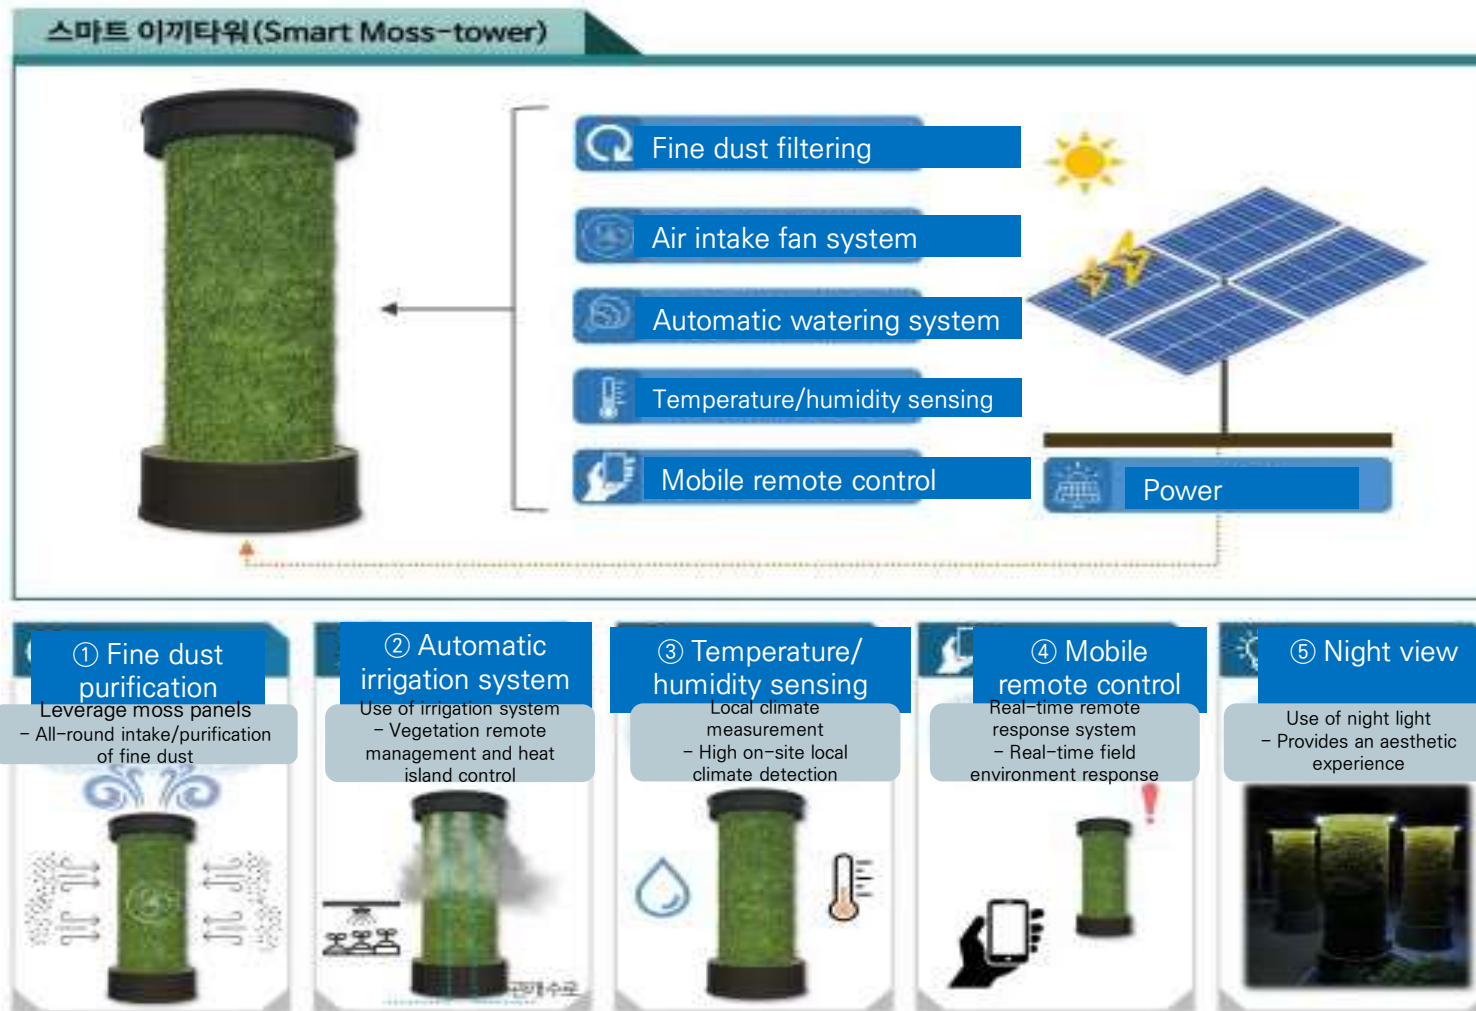 스마트 이끼타워(Smart Moss-tower)
Fine dust filtering
Air intake fan system
Automatic watering system
Temperature/humidity sensing
Mobile remote control
Power
① Fine dust
purification
Leverage moss panels
- All-round intake/purification
of fine dust
② Automatic
irrigation system
Use of irrigation system
- Vegetation remote
management and heat
island control
관개수로
③ Temperature/
humidity sensing
Local climate
measurement
- High on-site local
climate detection
④ Mobile
remote control
Real-time remote
response system
- Real-time field
environment response
⑤ Night view
Use of night light
- Provides an aesthetic
experience